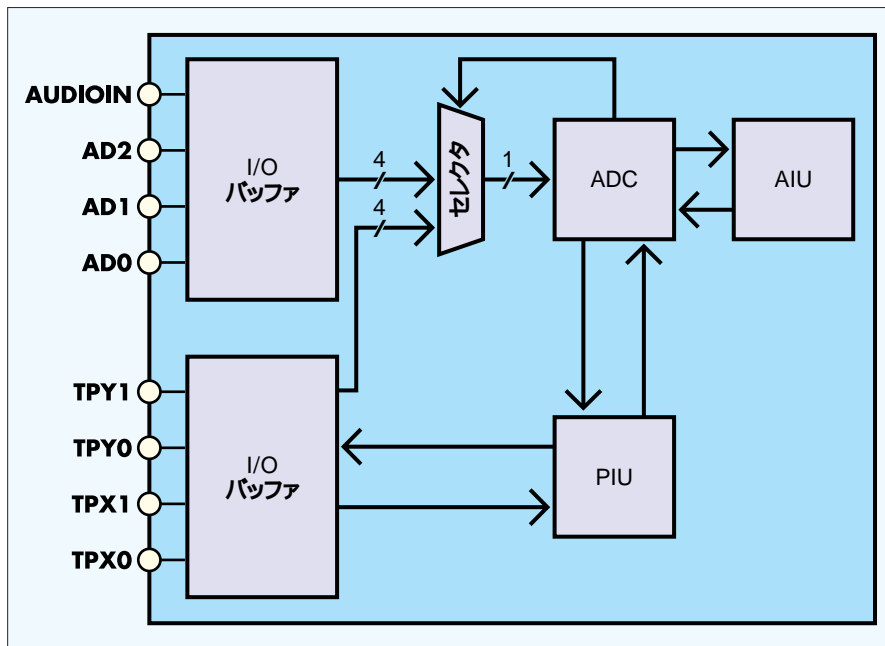 AUDIOIN
AD2
AD1
AD0
I/O
バッファ
4
4
セレクタ
1
ADC
AIU
TPY1
TPY0
TPX1
TPX0
I/O
バッファ
PIU